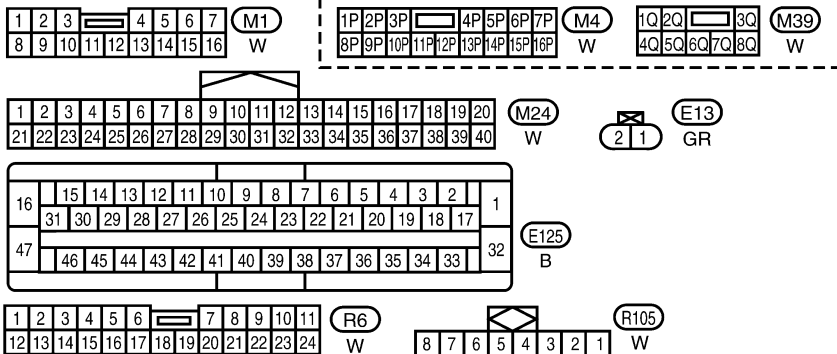 1 2 3 4 5 6 7 M1
8 9 10 11 12 13 14 15 16 W
1P 2P 3P 4P 5P 6P 7P M4
8P 9P 10P 11P 12P 13P 14P 15P 16P W
1Q 2Q 3Q M39
4Q 5Q 6Q 7Q 8Q W
1 2 3 4 5 6 7 8 9 10 11 12 13 14 15 16 17 18 19 20 M24
21 22 23 24 25 26 27 28 29 30 31 32 33 34 35 36 37 38 39 40 W
E13
2 1 GR
16 15 14 13 12 11 10 9 8 7 6 5 4 3 2 1
31 30 29 28 27 26 25 24 23 22 21 20 19 18 17
E125
47 46 45 44 43 42 41 40 39 38 37 36 35 34 33 32
B
1 2 3 4 5 6 7 8 9 10 11 R6
12 13 14 15 16 17 18 19 20 21 22 23 24 W
R105
8 7 6 5 4 3 2 1 W